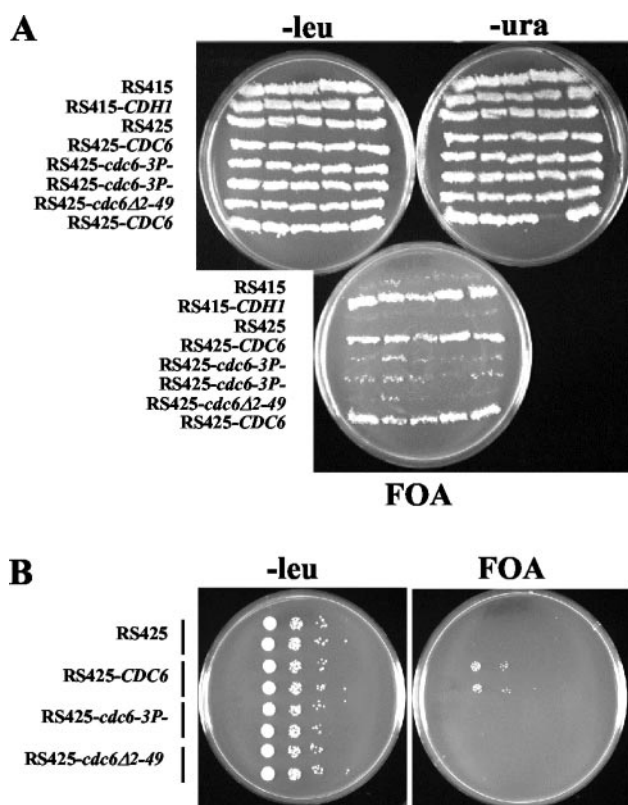 A
-leu
-ura
RS415
RS415-CDH1
RS425
RS425-CDC6
RS425-cdc6-3P-
RS425-cdc6-3P-
RS425-cdc6Δ2-49
RS425-CDC6
RS415
RS415-CDH1
RS425
RS425-CDC6
RS425-cdc6-3P-
RS425-cdc6-3P-
RS425-cdc6Δ2-49
RS425-CDC6
FOA
B
-leu
FOA
RS425
RS425-CDC6
RS425-cdc6-3P-
RS425-cdc6Δ2-49